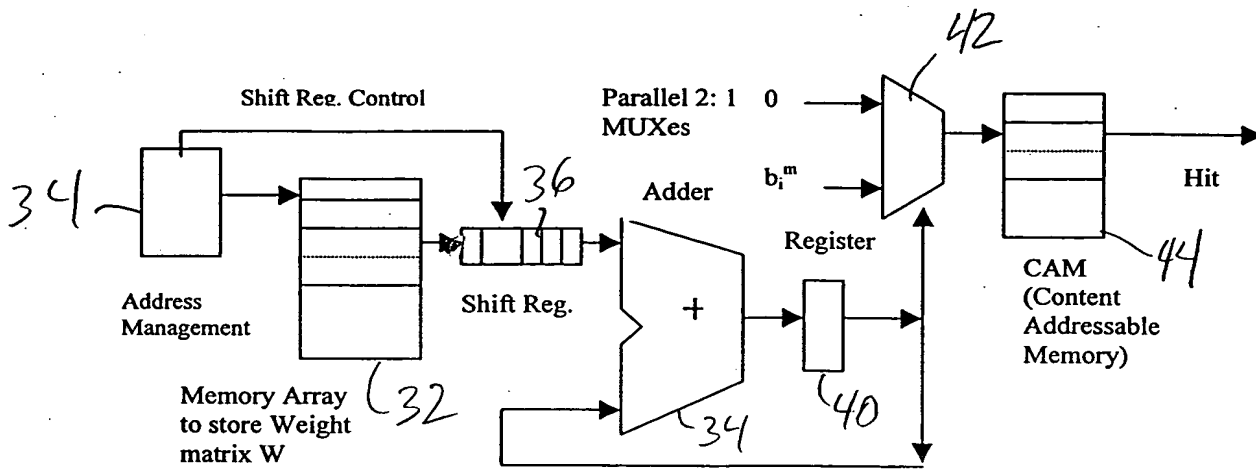 42
Shift Reg. Control
Parallel 2: 1
MUXes
0
34
36
Adder
b_i^m
Hit
Register
Shift Reg.
+
44
CAM
(Content
Addressable
Memory)
Address
Management
32
34
40
Memory Array
to store Weight
matrix W